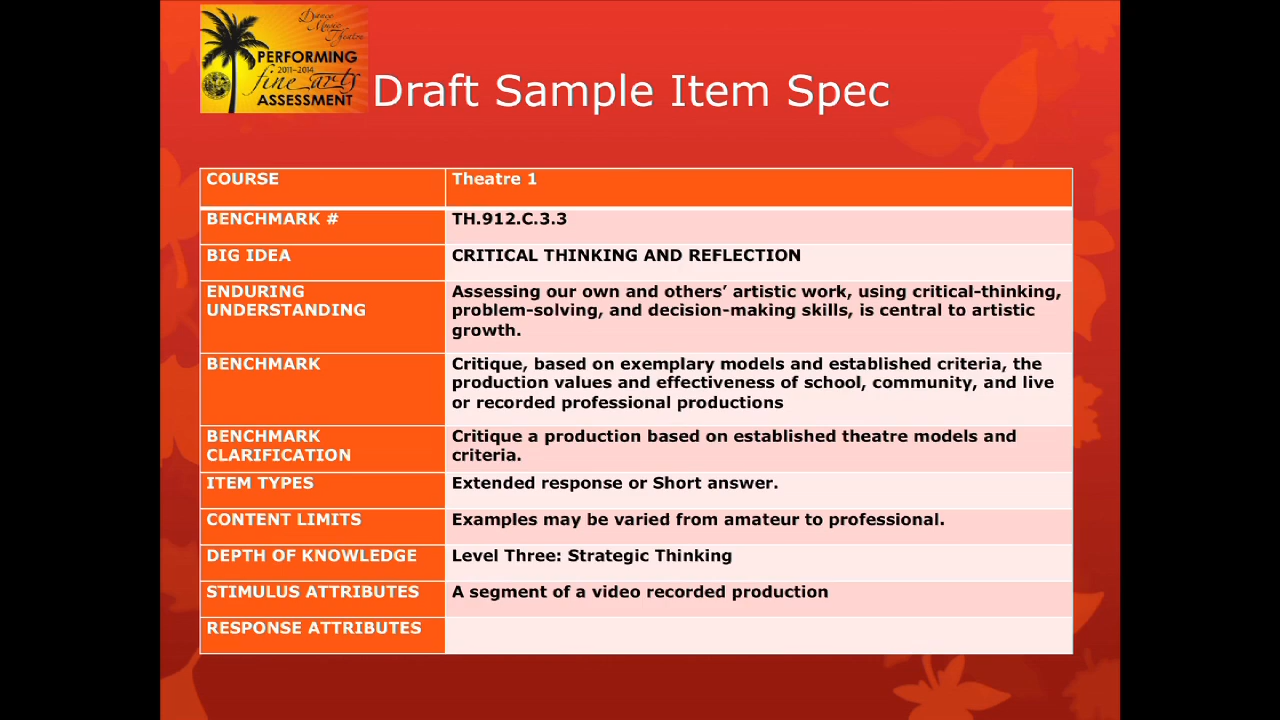 Dance
Music
Theatre
PERFORMING
2011-2014
fine arts
ASSESSMENT
Draft Sample Item Spec
COURSE Theatre 1
BENCHMARK # TH.912.C.3.3
BIG IDEA CRITICAL THINKING AND REFLECTION
ENDURING UNDERSTANDING Assessing our own and others’ artistic work, using critical-thinking,
problem-solving, and decision-making skills, is central to artistic
growth.
BENCHMARK Critique, based on exemplary models and established criteria, the
production values and effectiveness of school, community, and live
or recorded professional productions
BENCHMARK CLARIFICATION Critique a production based on established theatre models and
criteria.
ITEM TYPES Extended response or Short answer.
CONTENT LIMITS Examples may be varied from amateur to professional.
DEPTH OF KNOWLEDGE Level Three: Strategic Thinking
STIMULUS ATTRIBUTES A segment of a video recorded production
RESPONSE ATTRIBUTES